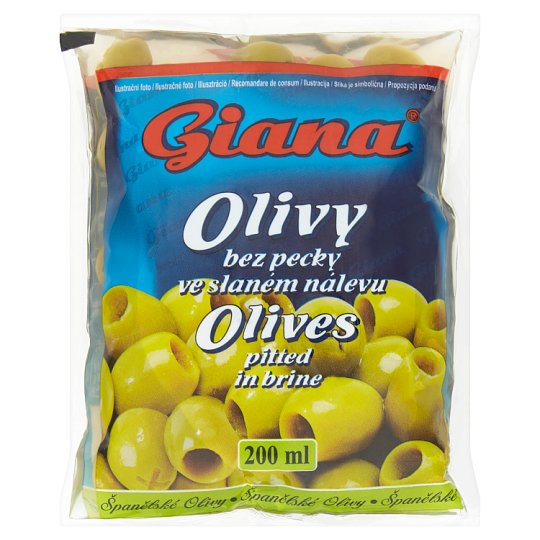 Ilustrační foto / Ilustračné foto / Illusztráció / Recomandare de consum / Ilustracija / Slika je simbolična / Propozycja podania
Giana®
Olivy
bez pecky
ve slaném nálevu
Olives
pitted
in brine
200 ml
Španělské Olivy • Španělské Olivy • Španělské